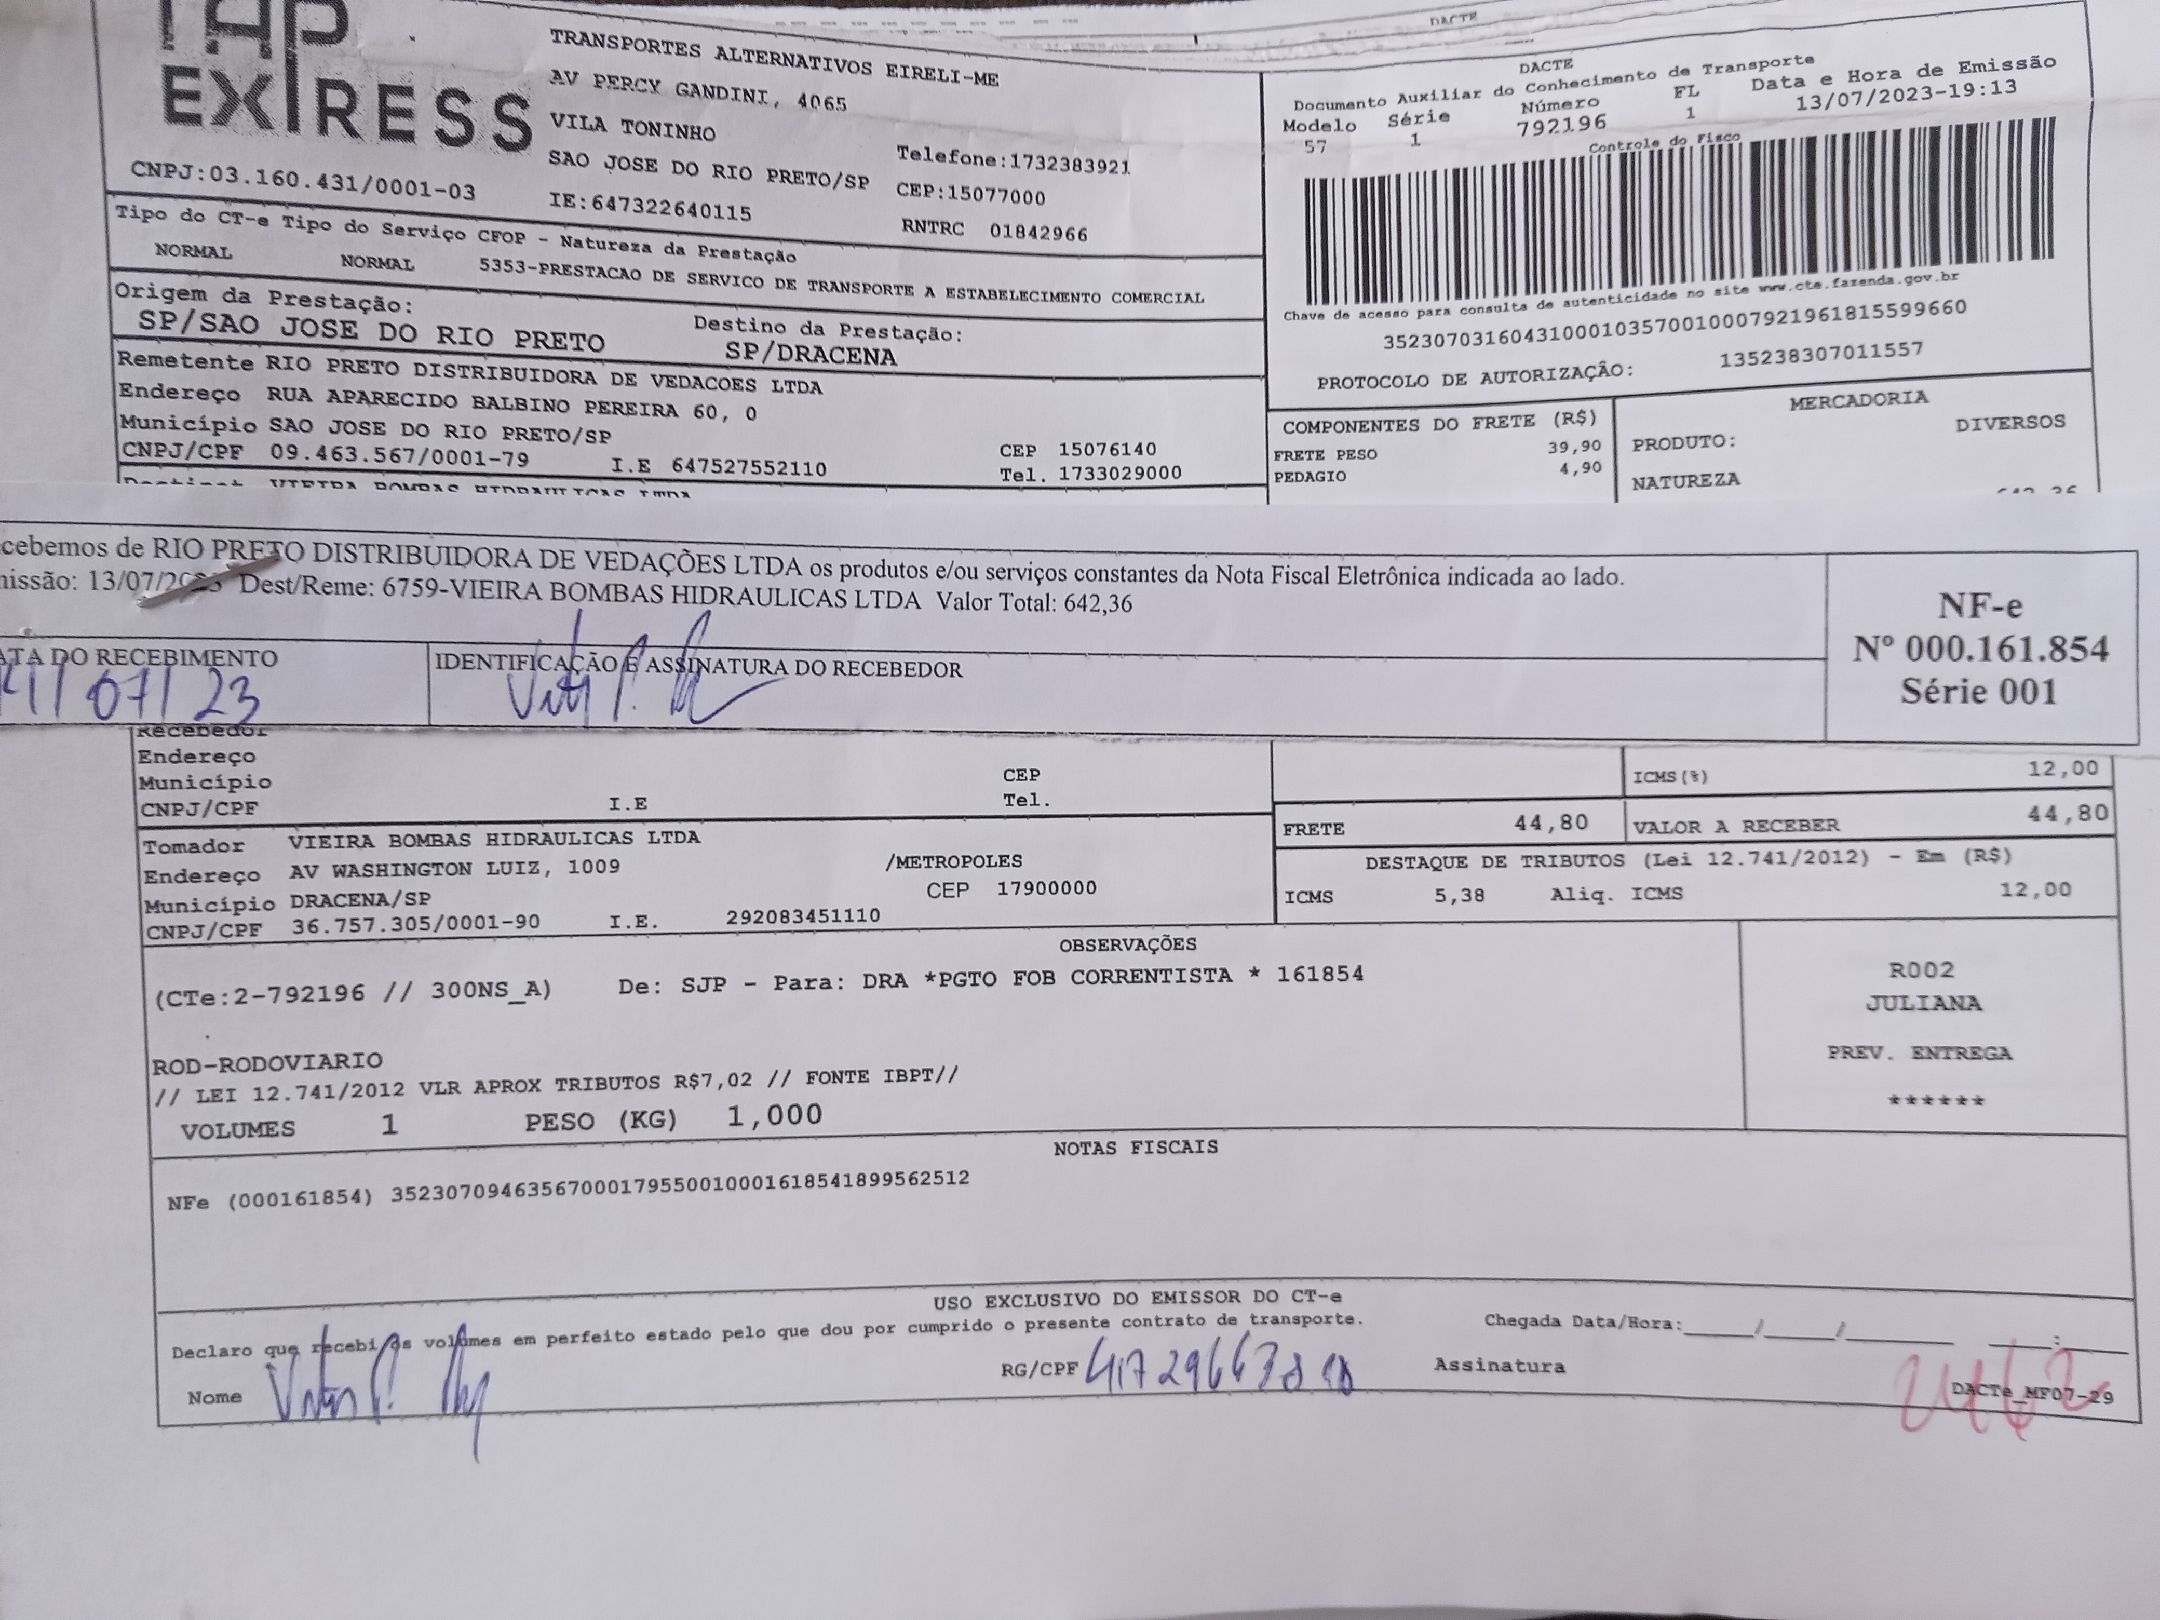 TAP
EXPRESS
TRANSPORTES ALTERNATIVOS EIRELI-ME
AV PERCY GANDINI, 4065
VILA TONINHO
SAO JOSE DO RIO PRETO/SP
Telefone:1732383921
CNPJ:03.160.431/0001-03
IE:647322640115
CEP:15077000
RNTRC 01842966
DACTE
DACTE
Documento Auxiliar do Conhecimento de Transporte
Modelo Série Número FL Data e Hora de Emissão
57 1 792196 1 13/07/2023-19:13
Controle do Fisco
Chave de acesso para consulta de autenticidade no site www.cte.fazenda.gov.br
35230703160431000103570010007921961815599660
PROTOCOLO DE AUTORIZAÇÃO: 135238307011557
Tipo do CT-e Tipo do Serviço CFOP - Natureza da Prestação
NORMAL NORMAL 5353-PRESTACAO DE SERVICO DE TRANSPORTE A ESTABELECIMENTO COMERCIAL
Origem da Prestação: Destino da Prestação:
SP/SAO JOSE DO RIO PRETO SP/DRACENA
Remetente RIO PRETO DISTRIBUIDORA DE VEDACOES LTDA
Endereço RUA APARECIDO BALBINO PEREIRA 60, 0
Município SAO JOSE DO RIO PRETO/SP CEP 15076140
CNPJ/CPF 09.463.567/0001-79 I.E 647527552110 Tel. 1733029000
Destinat VIEIRA BOMBAS HIDRAULICAS LTDA
COMPONENTES DO FRETE (R$)
FRETE PESO 39,90
PEDAGIO 4,90
MERCADORIA
PRODUTO: DIVERSOS
NATUREZA
642,36
cebemos de RIO PRETO DISTRIBUIDORA DE VEDAÇÕES LTDA os produtos e/ou serviços constantes da Nota Fiscal Eletrônica indicada ao lado.
issão: 13/07/2023 Dest/Reme: 6759-VIEIRA BOMBAS HIDRAULICAS LTDA Valor Total: 642,36
NF-e
Nº 000.161.854
Série 001
ATA DO RECEBIMENTO IDENTIFICAÇÃO E ASSINATURA DO RECEBEDOR
14/07/23
Recebedor
Endereço
Município CEP
CNPJ/CPF I.E Tel.
ICMS(%) 12,00
FRETE 44,80 VALOR A RECEBER 44,80
Tomador VIEIRA BOMBAS HIDRAULICAS LTDA
Endereço AV WASHINGTON LUIZ, 1009 /METROPOLES
Município DRACENA/SP CEP 17900000
CNPJ/CPF 36.757.305/0001-90 I.E. 292083451110
DESTAQUE DE TRIBUTOS (Lei 12.741/2012) - Em (R$)
ICMS 5,38 Aliq. ICMS 12,00
OBSERVAÇÕES
(CTe:2-792196 // 300NS_A) De: SJP - Para: DRA *PGTO FOB CORRENTISTA * 161854
R002
JULIANA
PREV. ENTREGA
******
ROD-RODOVIARIO
// LEI 12.741/2012 VLR APROX TRIBUTOS R$7,02 // FONTE IBPT//
VOLUMES 1 PESO (KG) 1,000
NOTAS FISCAIS
NFe (000161854) 35230709463567000179550010001618541899562512
USO EXCLUSIVO DO EMISSOR DO CT-e
Declaro que recebi os volumes em perfeito estado pelo que dou por cumprido o presente contrato de transporte.
Chegada Data/Hora:_____/_____/_______ ____:____
Nome RG/CPF Assinatura
DACTe_MF07-29